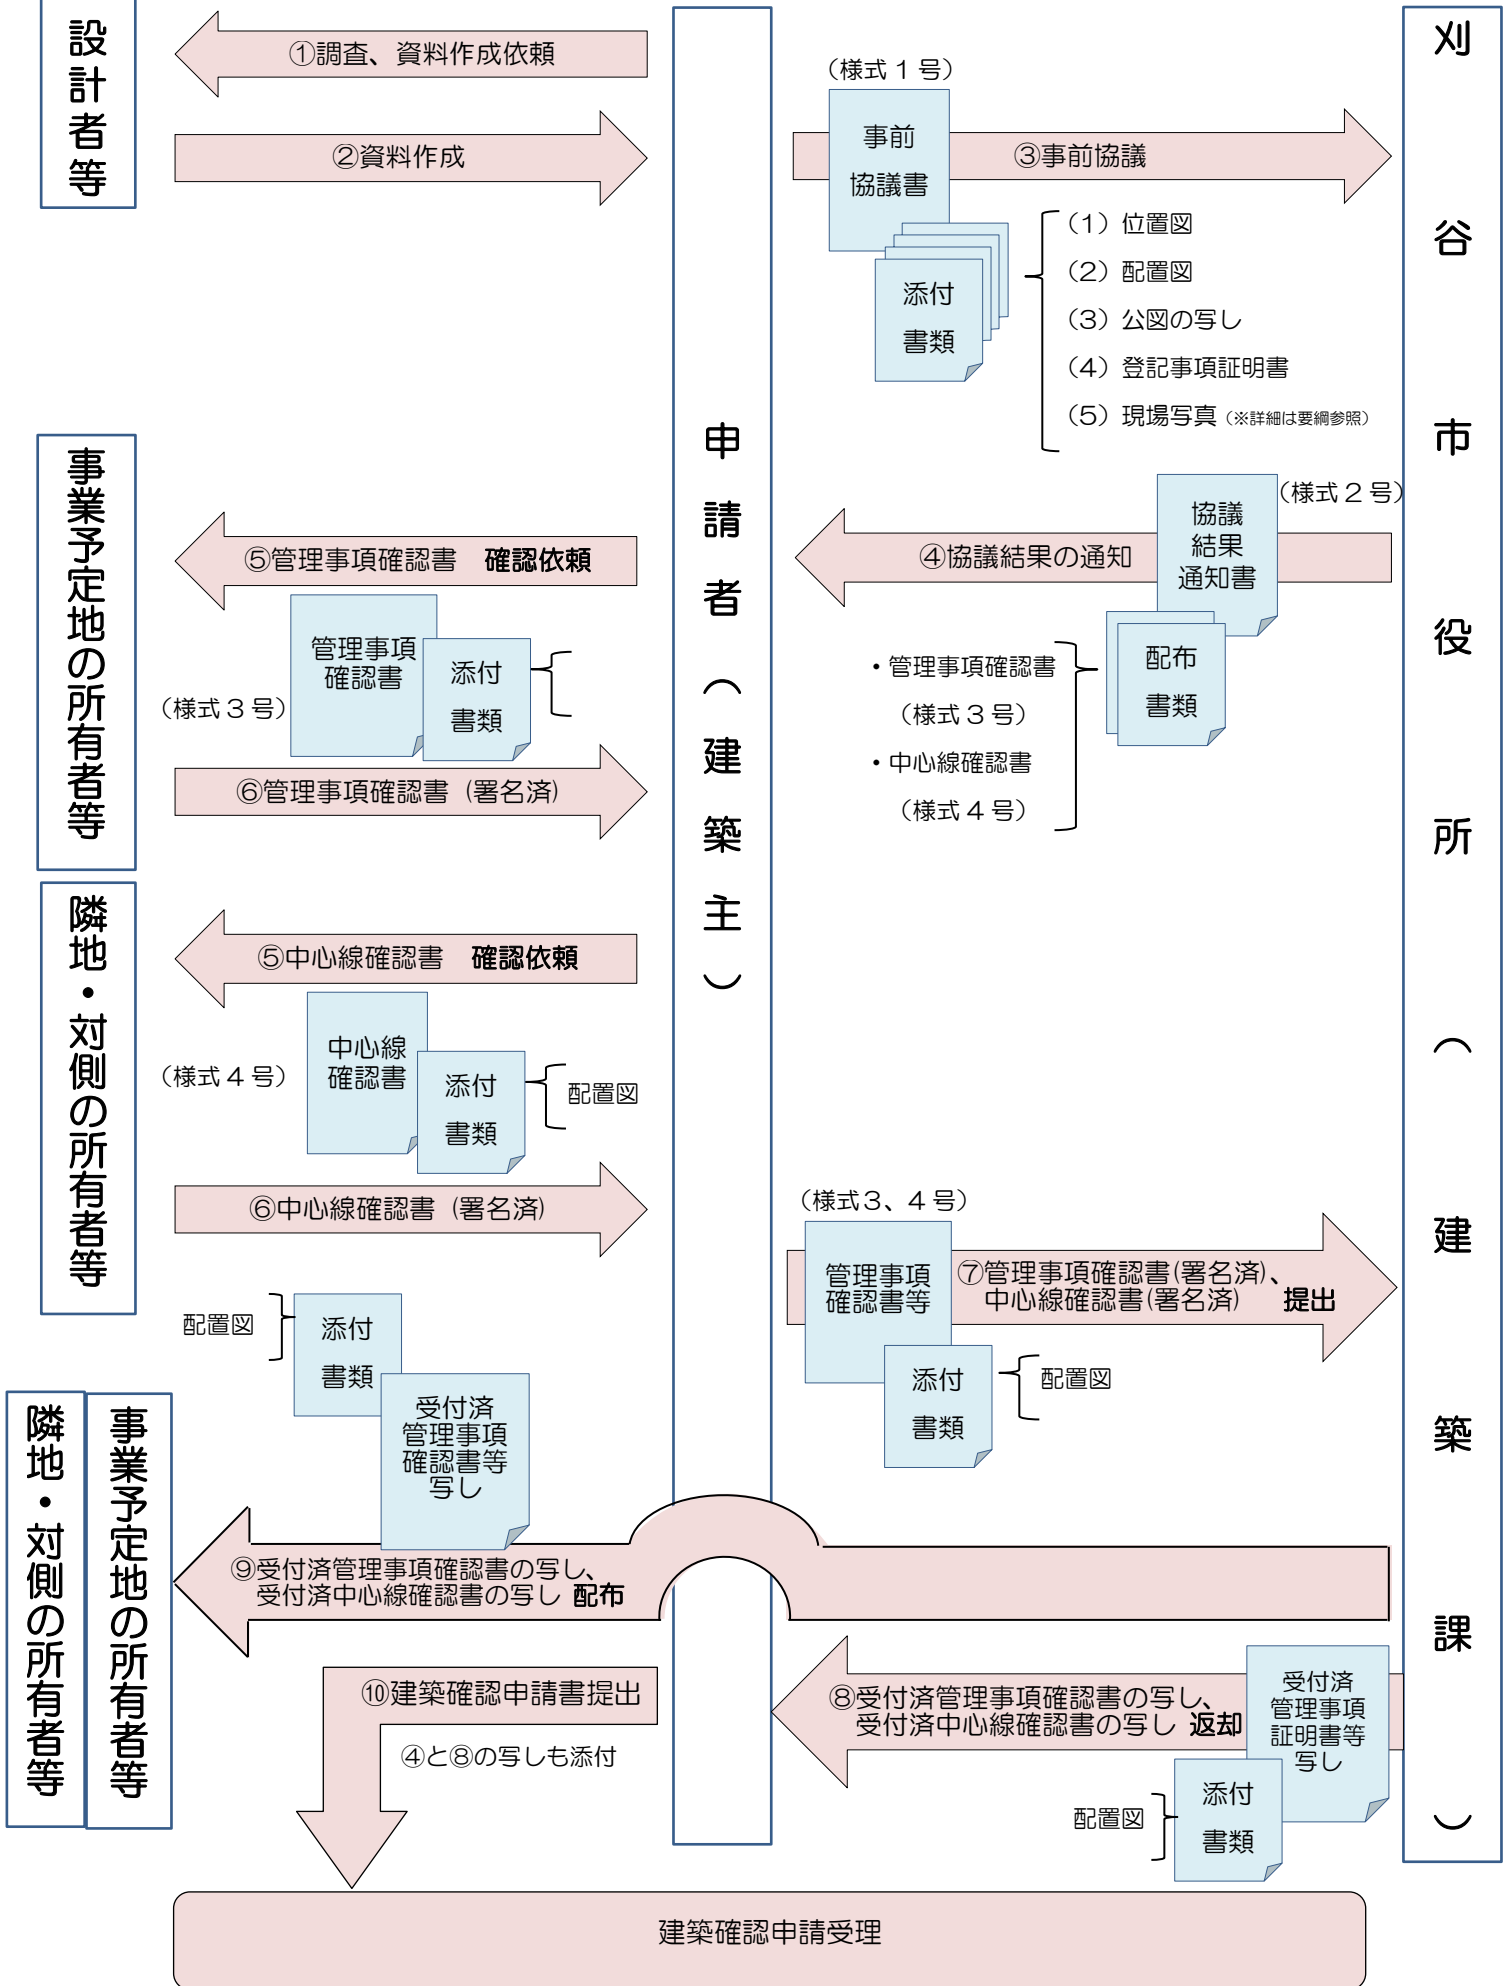 設計者等
①調査、資料作成依頼
②資料作成
申請者（建築主）
刈谷市役所（建築課）
（様式１号）
事前
協議書
③事前協議
添付
書類
（1）位置図
（2）配置図
（3）公図の写し
（4）登記事項証明書
（5）現場写真（※詳細は要綱参照）
（様式２号）
協議
結果
通知書
④協議結果の通知
配布
書類
・管理事項確認書
（様式３号）
・中心線確認書
（様式４号）
事業予定地の所有者等
⑤管理事項確認書　確認依頼
管理事項
確認書
（様式３号）
添付
書類
⑥管理事項確認書（署名済）
隣地・対側の所有者等
⑤中心線確認書　確認依頼
中心線
確認書
（様式４号）
添付
書類
配置図
⑥中心線確認書（署名済）
（様式３、４号）
管理事項
確認書等
⑦管理事項確認書(署名済)、
中心線確認書(署名済)　提出
添付
書類
配置図
配置図
添付
書類
受付済
管理事項
確認書等
写し
隣地・対側の所有者等
事業予定地の所有者等
⑨受付済管理事項確認書の写し、
受付済中心線確認書の写し 配布
⑧受付済管理事項確認書の写し、
受付済中心線確認書の写し 返却
受付済
管理事項
証明書等
写し
添付
書類
配置図
⑩建築確認申請書提出
④と⑧の写しも添付
建築確認申請受理